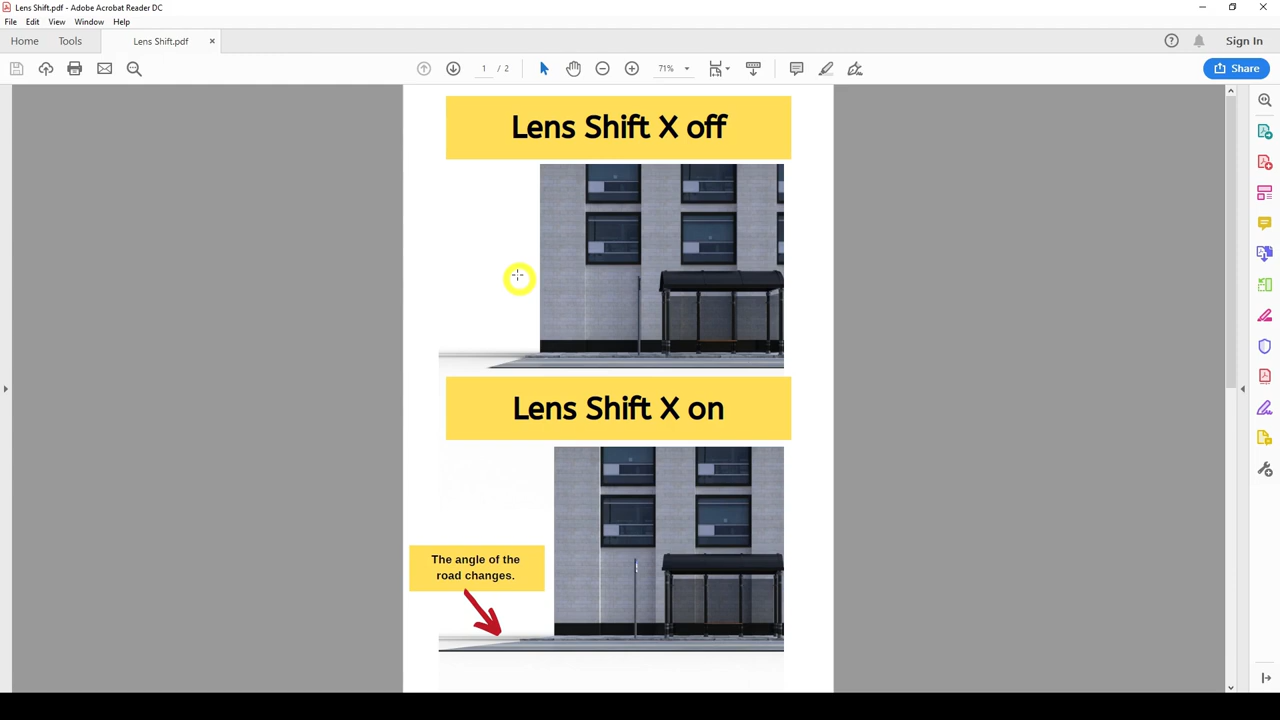 Lens Shift.pdf - Adobe Acrobat Reader DC
File Edit View Window Help
Home Tools Lens Shift.pdf Sign In
1 / 2 71% Share
Lens Shift X off
Lens Shift X on
The angle of the
road changes.